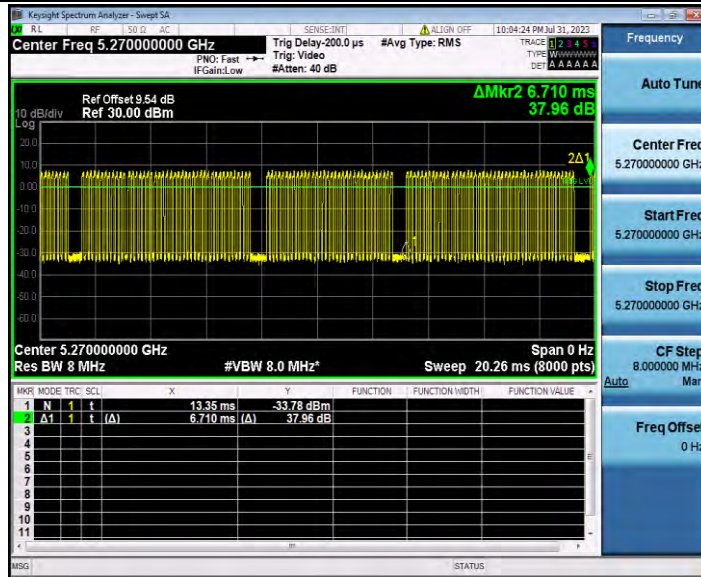 Keysight Spectrum Analyzer - Swept SA
RL RF 50 Ω AC SENSE:INT ALIGN OFF 10:04:24 PM Jul 31, 2023
Center Freq 5.270000000 GHz
PNO: Fast
IFGain:Low
Trig Delay-200.0 µs
Trig: Video
#Atten: 40 dB
#Avg Type: RMS
TRACE 1 2 3 4 5 6
TYPE W
DET A A A A A A
Frequency
Auto Tune
Center Freq
5.270000000 GHz
Start Freq
5.270000000 GHz
Stop Freq
5.270000000 GHz
CF Step
8.000000 MHz
Auto Man
Freq Offset
0 Hz
ΔMkr2 6.710 ms
37.96 dB
Ref Offset 9.54 dB
10 dB/div Ref 30.00 dBm
Log
20.0
10.0
0.00
-10.0
-20.0
-30.0
-40.0
-50.0
-60.0
2Δ1
1
Center 5.270000000 GHz Span 0 Hz
Res BW 8 MHz #VBW 8.0 MHz* Sweep 20.26 ms (8000 pts)
MKR MODE TRC SCL X Y FUNCTION FUNCTION WIDTH FUNCTION VALUE
1 N 1 t 13.35 ms -33.78 dBm
2 Δ1 1 t (Δ) 6.710 ms (Δ) 37.96 dB
3
4
5
6
7
8
9
10
11
MSG STATUS